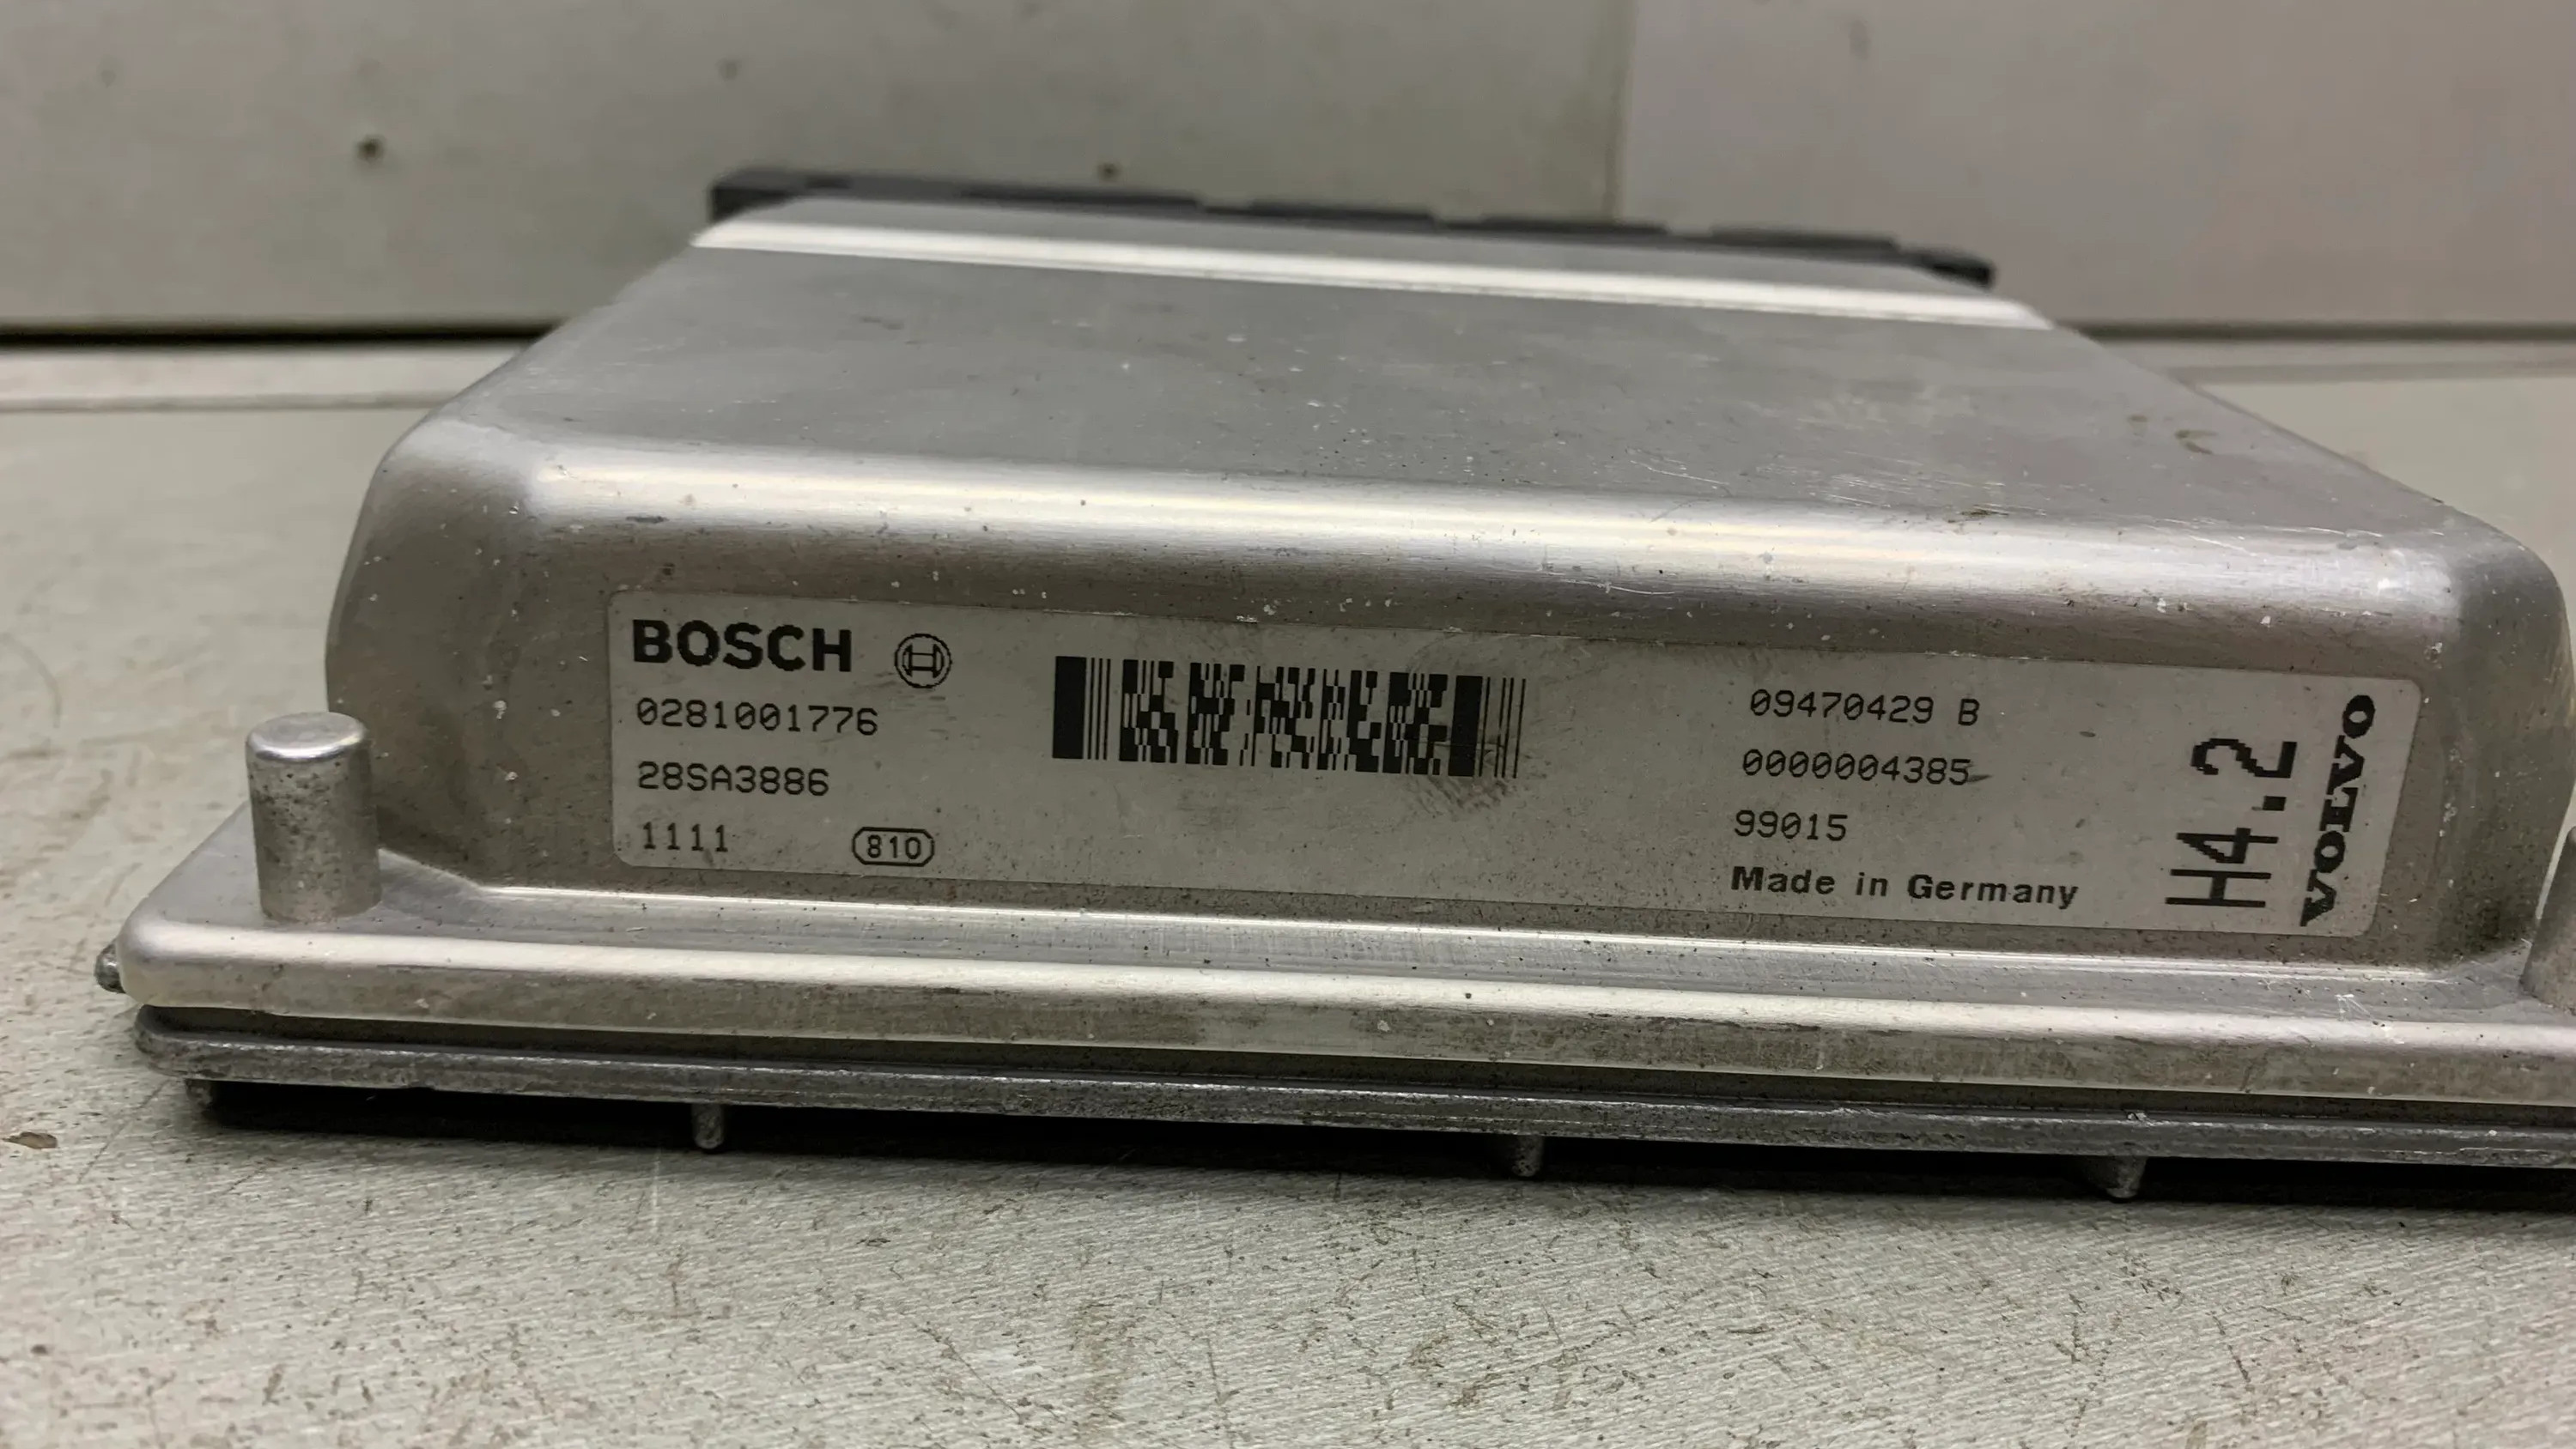 BOSCH
0281001776
28SA3886
1111 810
09470429 B
0000004385
99015
Made in Germany
H4.2
VOLVO